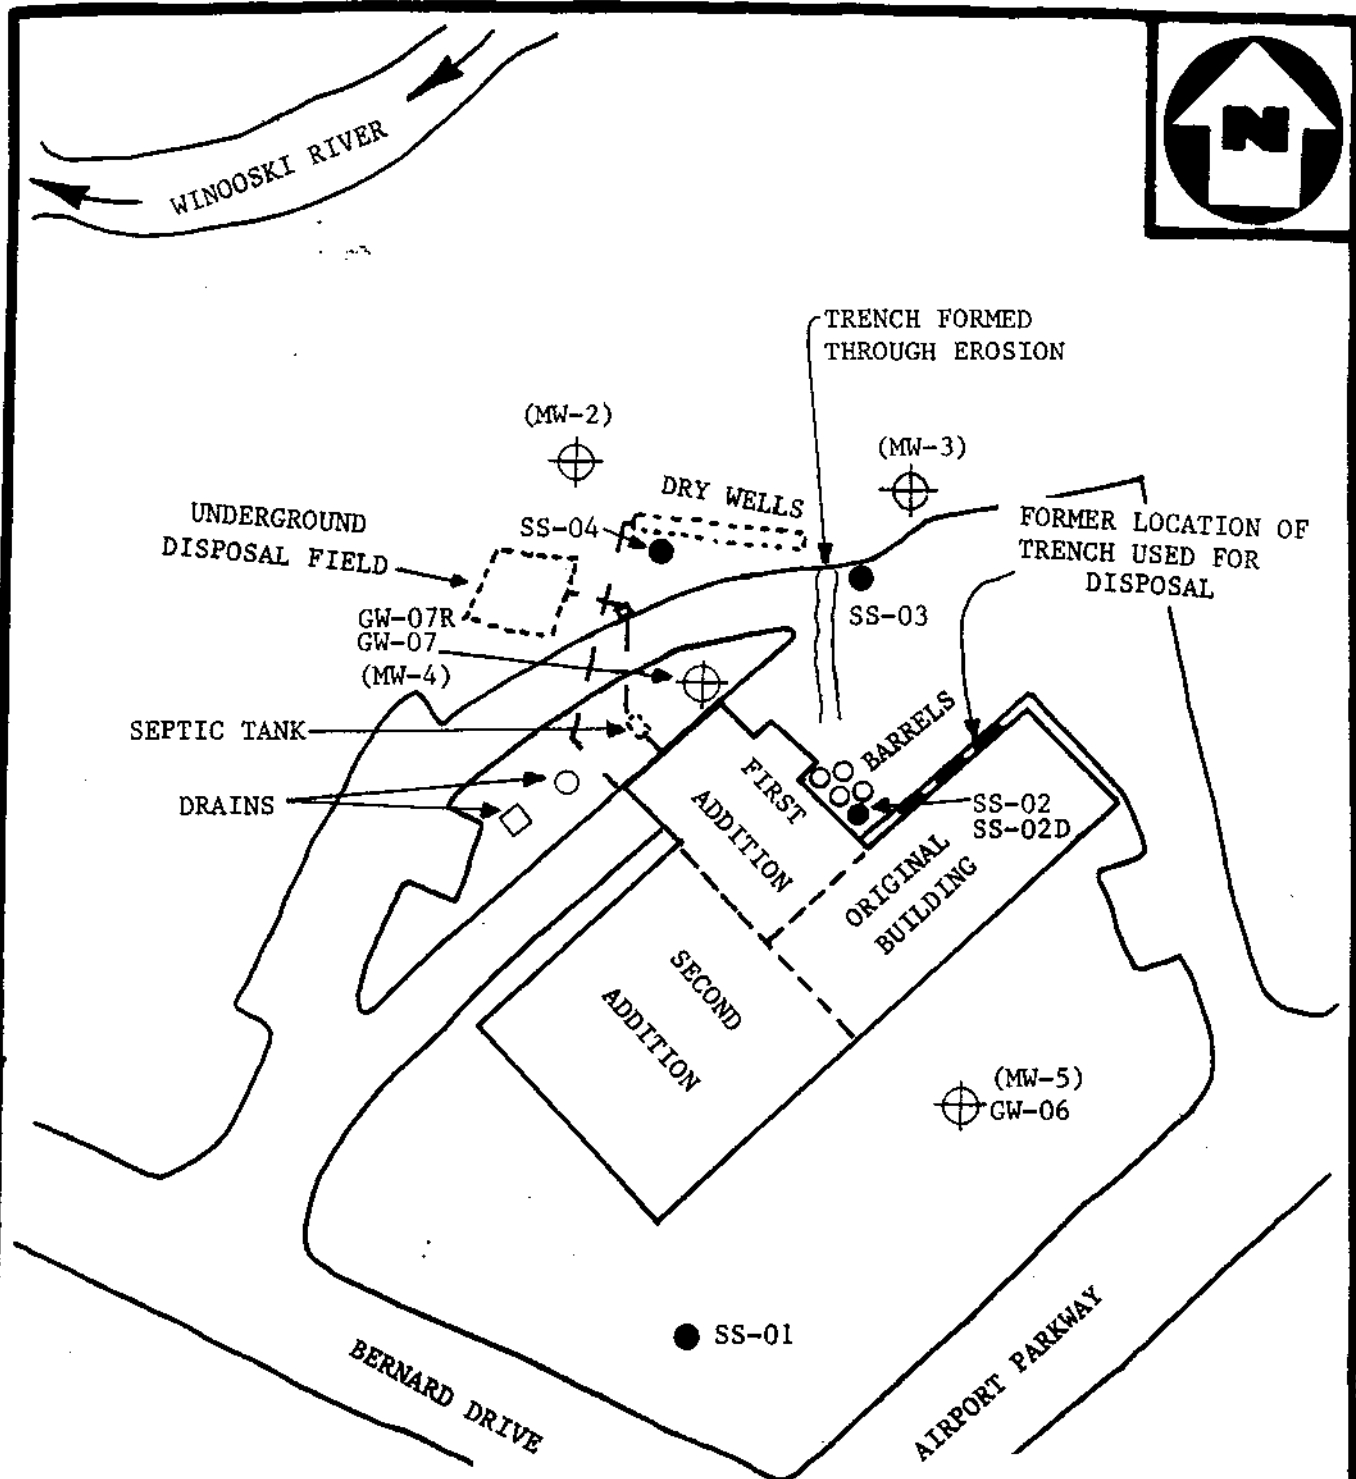 N
WINOOSKI RIVER
TRENCH FORMED
THROUGH EROSION
(MW-2)
(MW-3)
DRY WELLS
UNDERGROUND
DISPOSAL FIELD
SS-04
FORMER LOCATION OF
TRENCH USED FOR
DISPOSAL
SS-03
GW-07R
GW-07
(MW-4)
SEPTIC TANK
BARRELS
FIRST
ADDITION
DRAINS
SS-02
SS-02D
ORIGINAL
BUILDING
SECOND
ADDITION
(MW-5)
GW-06
SS-01
BERNARD DRIVE
AIRPORT PARKWAY